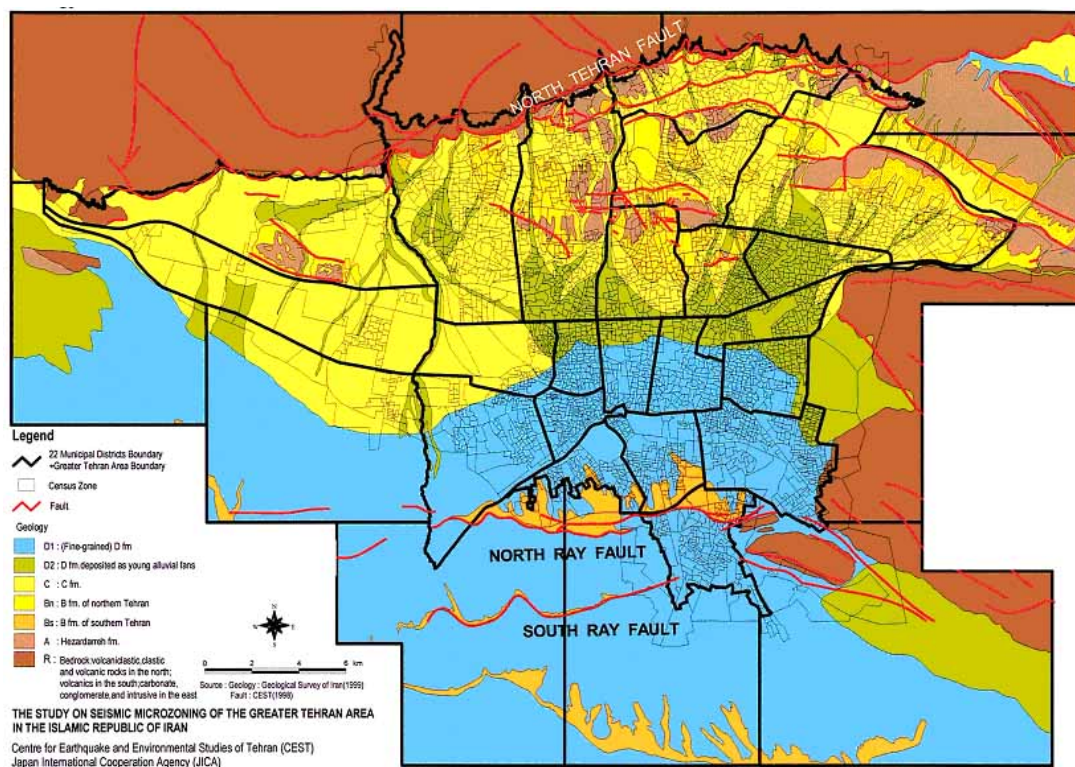 NORTH TEHRAN FAULT
NORTH RAY FAULT
SOUTH RAY FAULT
Legend
22 Municipal Districts Boundary
+Greater Tehran Area Boundary
Census Zone
Fault
Geology
D1 : (Fine-grained) D fm
D2 : D fm.deposited as young alluvial fans
C : C fm.
Bn : B fm. of northern Tehran
Bs : B fm. of southern Tehran
A : Hezardarreh fm.
R : Bedrock:volcaniclastic,clastic
and volcanic rocks in the north;
volcanics in the south;carbonate,
conglomerate,and intrusive in the east
N
E
S
0 2 4 6 km
Source : Geology : Geological Survey of Iran(1999)
Fault : CEST(1998)
THE STUDY ON SEISMIC MICROZONING OF THE GREATER TEHRAN AREA
IN THE ISLAMIC REPUBLIC OF IRAN
Centre for Earthquake and Environmental Studies of Tehran (CEST)
Japan International Cooperation Agency (JICA)